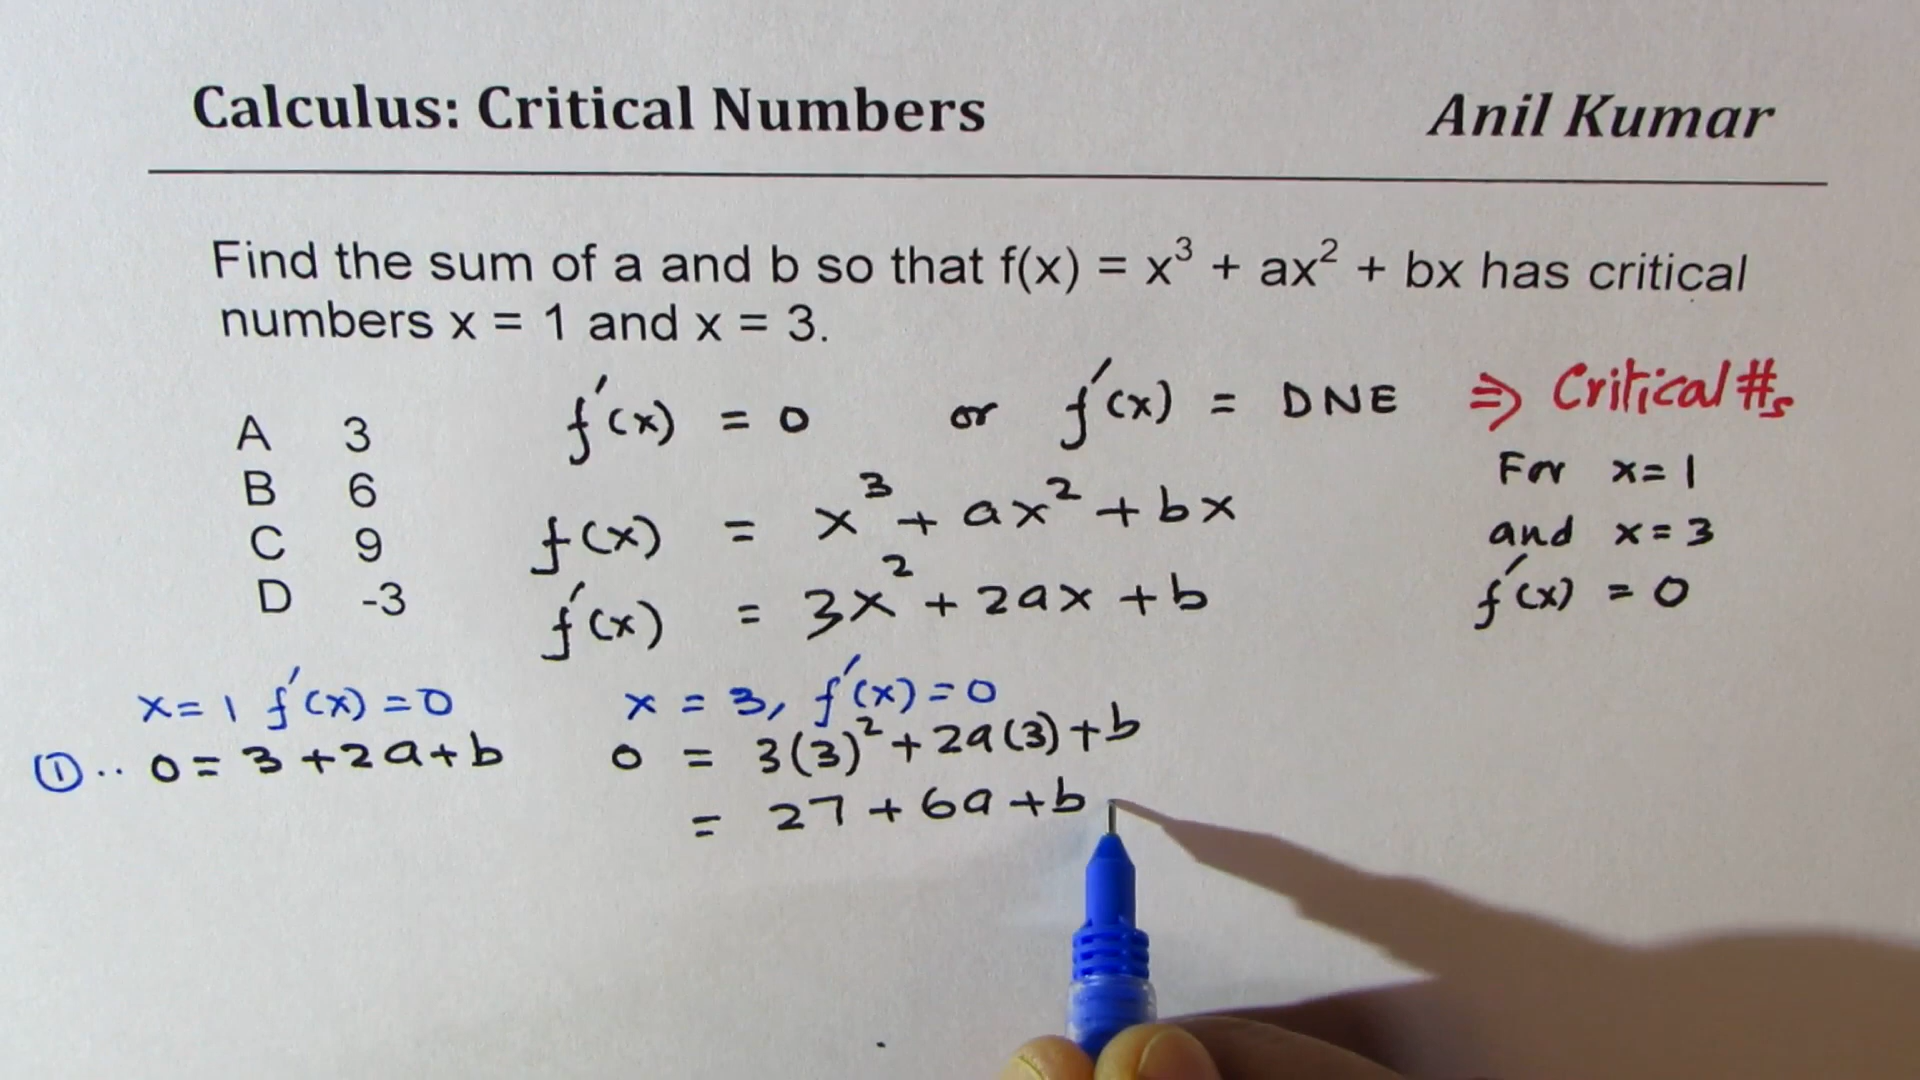 Calculus: Critical Numbers Anil Kumar
Find the sum of a and b so that f(x) = x³ + ax² + bx has critical
numbers x = 1 and x = 3.
A 3
B 6
C 9
D -3
f'(x) = 0 or f'(x) = DNE ⇒ Critical #s
f(x) = x³ + ax² + bx
f'(x) = 3x² + 2ax + b
For x = 1
and x = 3
f'(x) = 0
x = 1 f'(x) = 0
① .. 0 = 3 + 2a + b
x = 3, f'(x) = 0
0 = 3(3)² + 2a(3) + b
= 27 + 6a + b